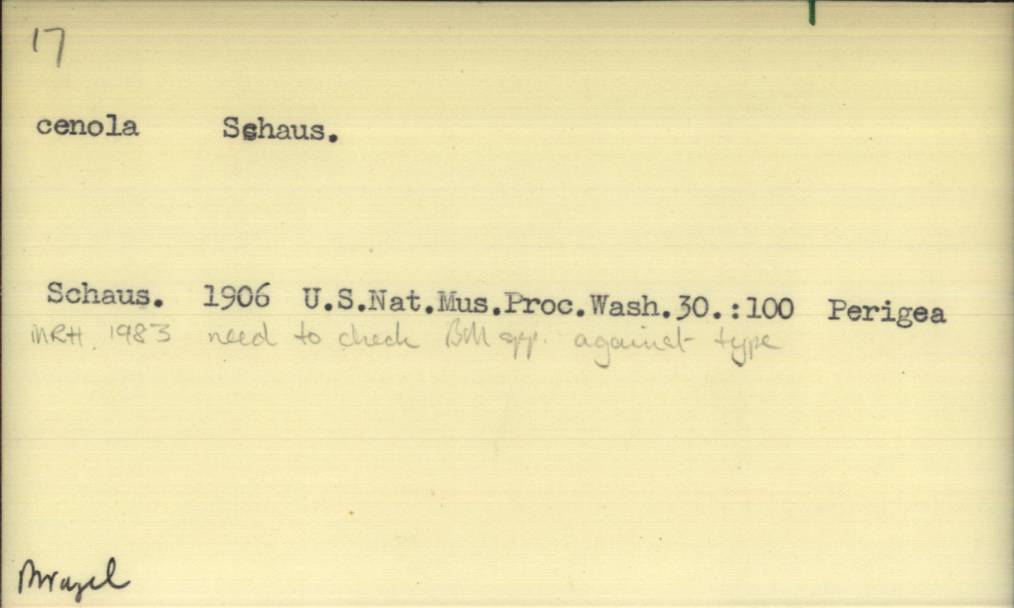 17
cenola Schaus.
Schaus. 1906 U.S.Nat.Mus.Proc.Wash.30.:100 Perigea
MRH. 1983 need to check BM spp. against type
Brazil